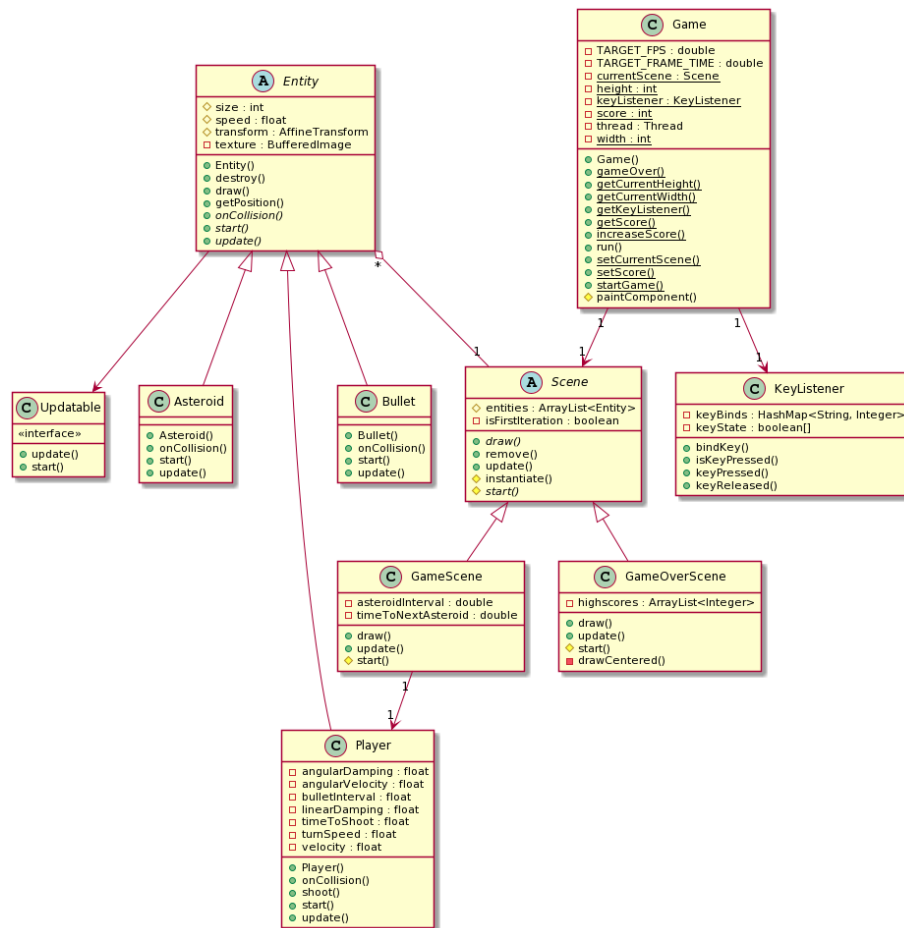 C Game
TARGET_FPS : double
TARGET_FRAME_TIME : double
currentScene : Scene
height : int
keyListener : KeyListener
score : int
thread : Thread
width : int
Game()
gameOver()
getCurrentHeight()
getCurrentWidth()
getKeyListener()
getScore()
increaseScore()
run()
setCurrentScene()
setScore()
startGame()
paintComponent()
A Entity
size : int
speed : float
transform : AffineTransform
texture : BufferedImage
Entity()
destroy()
draw()
getPosition()
onCollision()
start()
update()
*
1
1
1
1
1
C Updatable
«interface»
update()
start()
C Asteroid
Asteroid()
onCollision()
start()
update()
C Bullet
Bullet()
onCollision()
start()
update()
A Scene
entities : ArrayList<Entity>
isFirstIteration : boolean
draw()
remove()
update()
instantiate()
start()
C KeyListener
keyBinds : HashMap<String, Integer>
keyState : boolean[]
bindKey()
isKeyPressed()
keyPressed()
keyReleased()
C GameScene
asteroidInterval : double
timeToNextAsteroid : double
draw()
update()
start()
C GameOverScene
highscores : ArrayList<Integer>
draw()
update()
start()
drawCentered()
1
1
C Player
angularDamping : float
angularVelocity : float
bulletInterval : float
linearDamping : float
timeToShoot : float
turnSpeed : float
velocity : float
Player()
onCollision()
shoot()
start()
update()